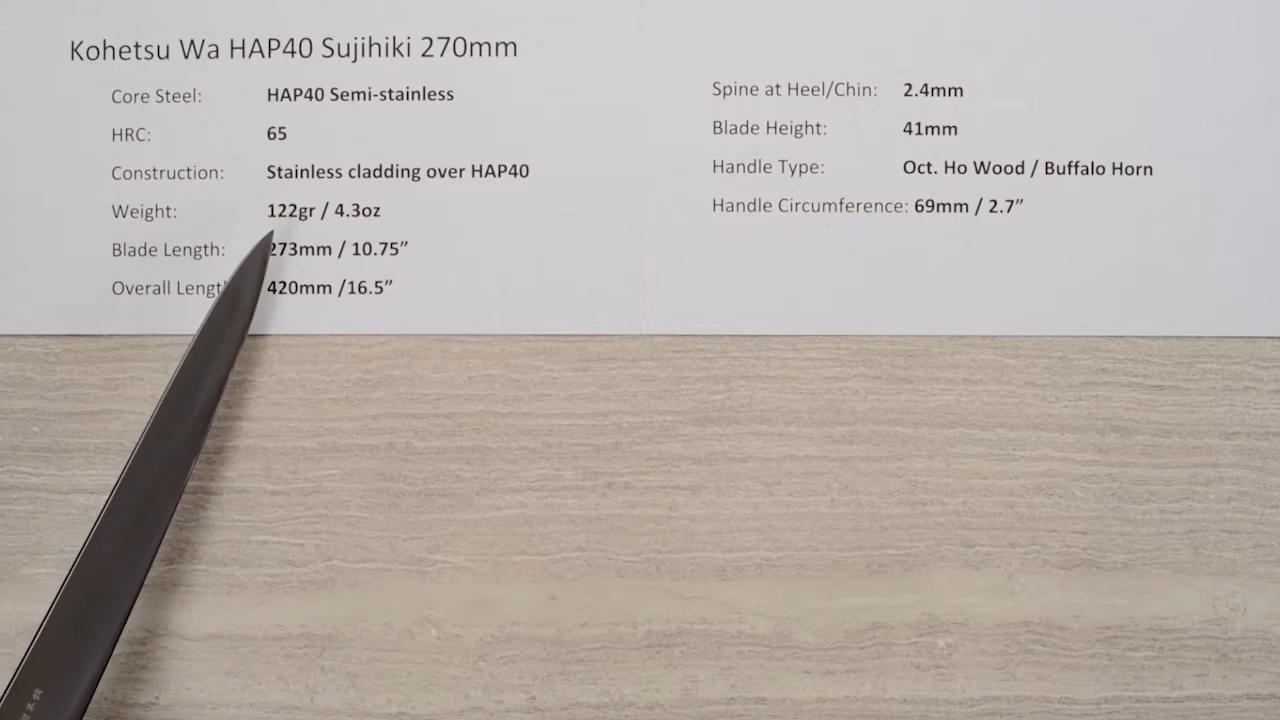 Kohetsu Wa HAP40 Sujihiki 270mm
Core Steel: HAP40 Semi-stainless
HRC: 65
Construction: Stainless cladding over HAP40
Weight: 122gr / 4.3oz
Blade Length: 273mm / 10.75”
Overall Lengt 420mm /16.5”
Spine at Heel/Chin: 2.4mm
Blade Height: 41mm
Handle Type: Oct. Ho Wood / Buffalo Horn
Handle Circumference: 69mm / 2.7”